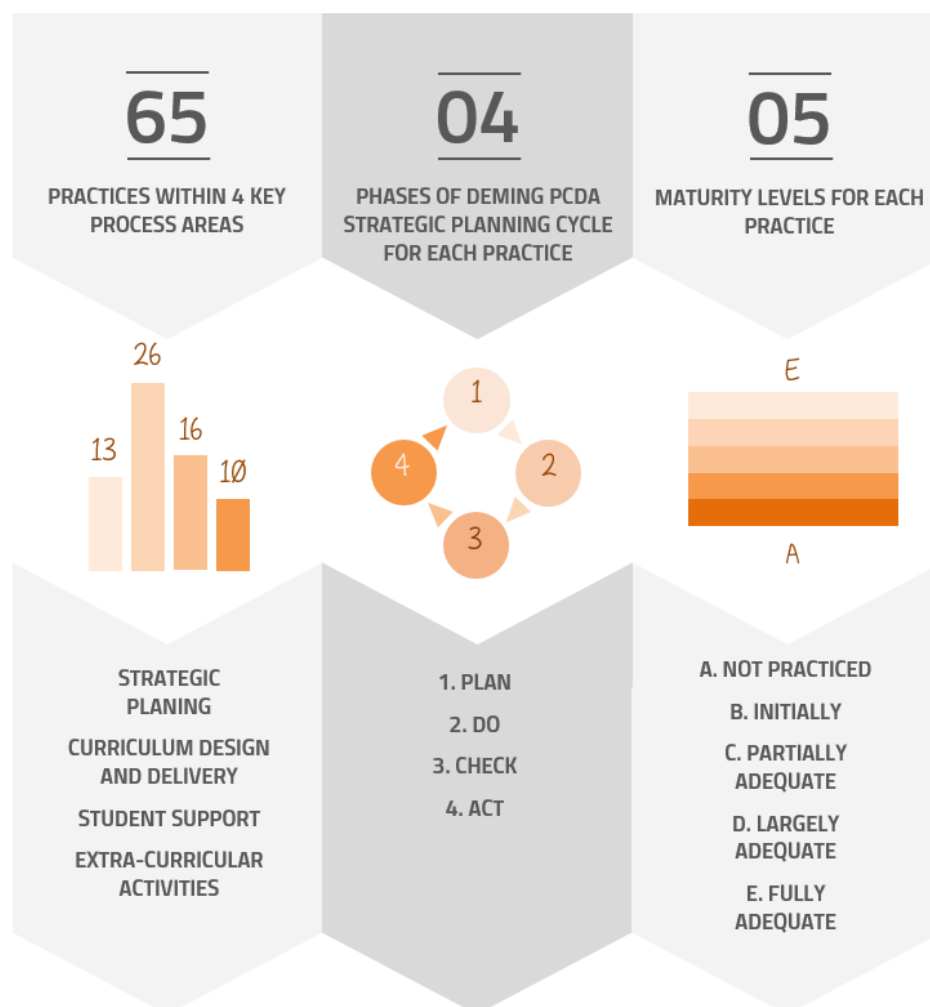 65
PRACTICES WITHIN 4 KEY
PROCESS AREAS
04
PHASES OF DEMING PCDA
STRATEGIC PLANNING CYCLE
FOR EACH PRACTICE
05
MATURITY LEVELS FOR EACH
PRACTICE
13
26
16
10
1
2
3
4
E
A
STRATEGIC
PLANING
CURRICULUM DESIGN
AND DELIVERY
STUDENT SUPPORT
EXTRA-CURRICULAR
ACTIVITIES
1. PLAN
2. DO
3. CHECK
4. ACT
A. NOT PRACTICED
B. INITIALLY
C. PARTIALLY
ADEQUATE
D. LARGELY
ADEQUATE
E. FULLY
ADEQUATE